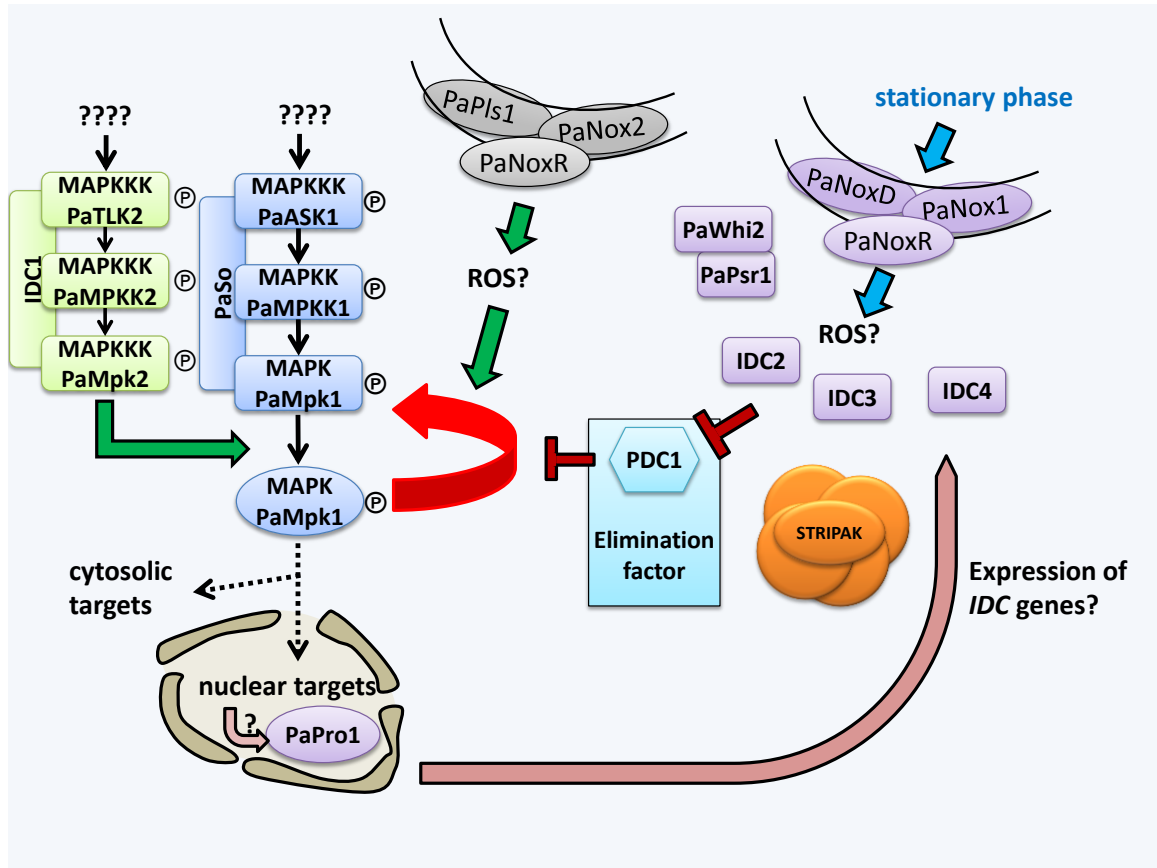 ????
MAPKKK
PaTLK2
P
MAPKK
PaMPKK2
P
MAPKKK
PaMpk2
P
IDC1
????
MAPKKK
PaASK1
P
MAPKK
PaMPKK1
P
MAPK
PaMpk1
P
PaSo
MAPK
PaMpk1
P
cytosolic
targets
nuclear targets
?
PaPro1
PaPls1
PaNox2
PaNoxR
ROS?
stationary phase
PaNoxD
PaNox1
PaNoxR
ROS?
PaWhi2
PaPsr1
IDC2
IDC3
IDC4
PDC1
Elimination
factor
STRIPAK
Expression of
IDC genes?